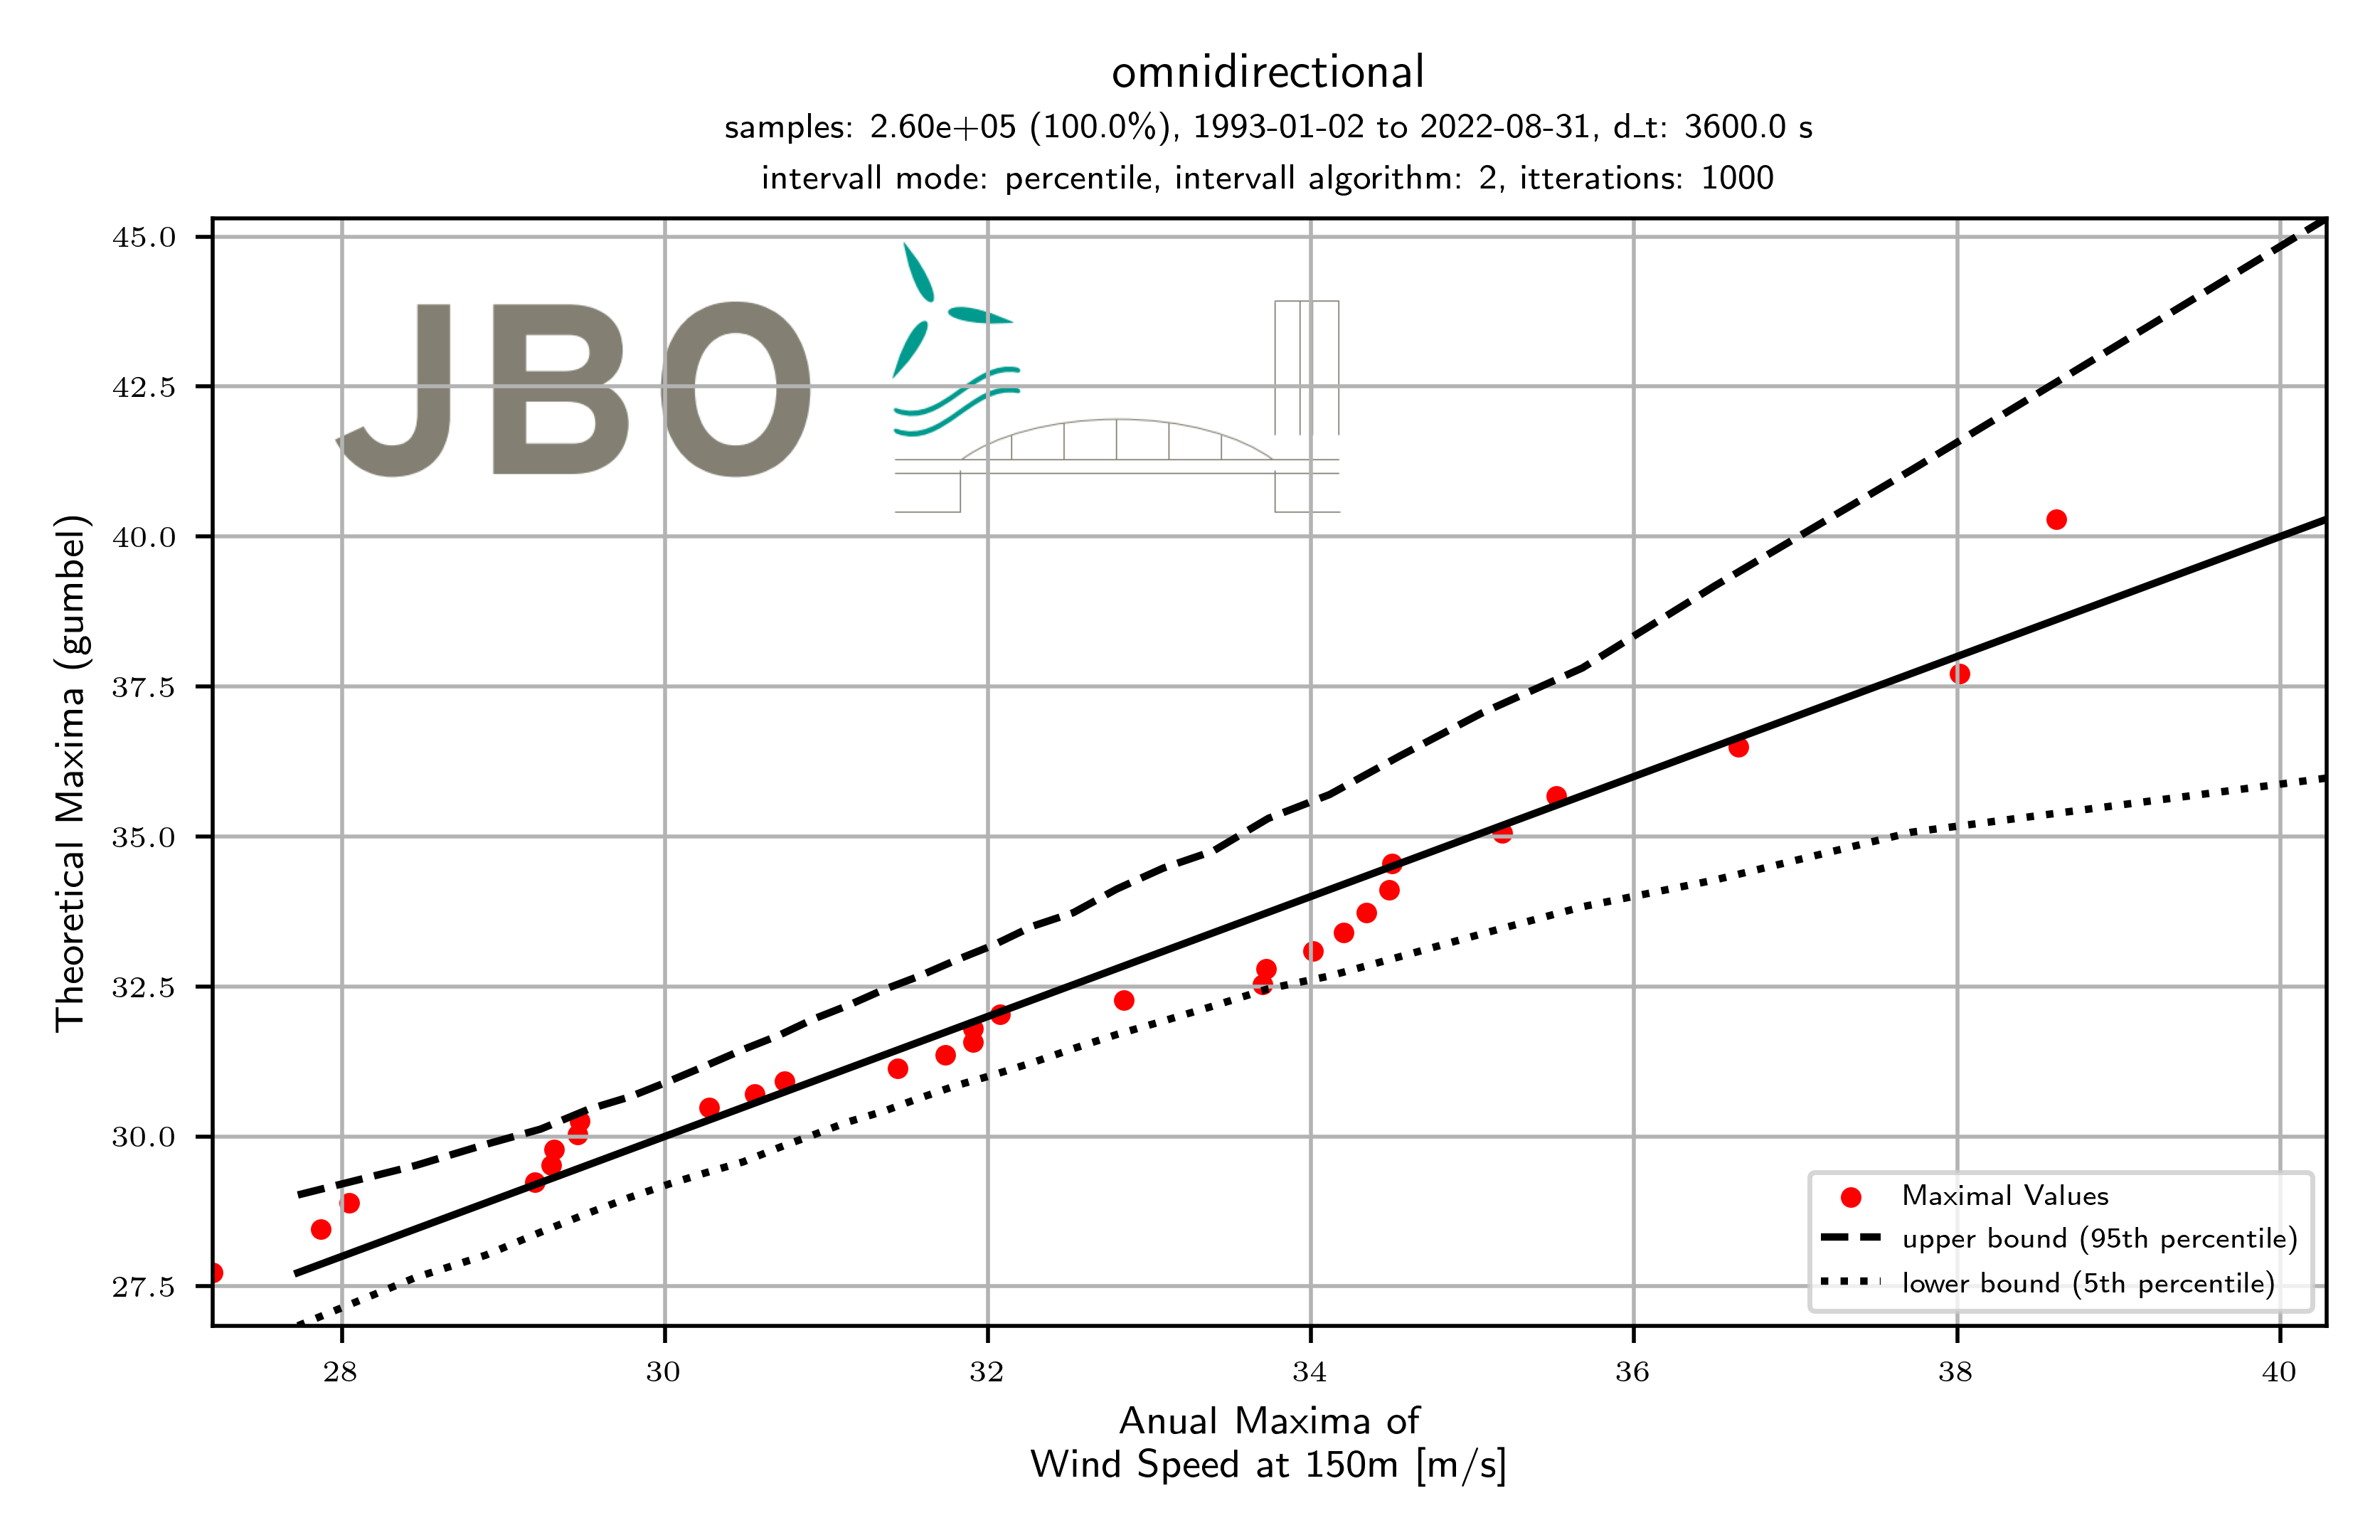 omnidirectional
samples: 2.60e+05 (100.0%), 1993-01-02 to 2022-08-31, d_t: 3600.0 s
intervall mode: percentile, intervall algorithm: 2, itterations: 1000
45.0
42.5
40.0
37.5
35.0
32.5
30.0
27.5
Theoretical Maxima (gumbel)
JBO
Maximal Values
upper bound (95th percentile)
lower bound (5th percentile)
28 30 32 34 36 38 40
Anual Maxima of
Wind Speed at 150m [m/s]